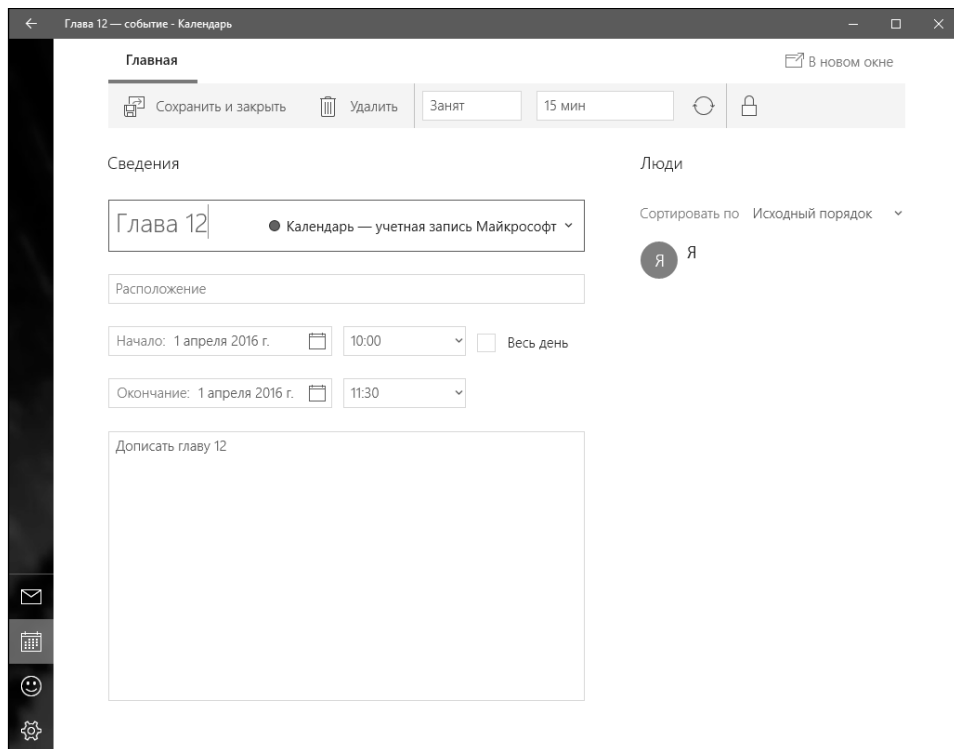 Глава 12 — событие - Календарь
Главная
В новом окне
Сохранить и закрыть Удалить Занят 15 мин
Сведения
Люди
Глава 12 Календарь — учетная запись Майкрософт
Сортировать по Исходный порядок
Я Я
Расположение
Начало: 1 апреля 2016 г. 10:00 Весь день
Окончание: 1 апреля 2016 г. 11:30
Дописать главу 12